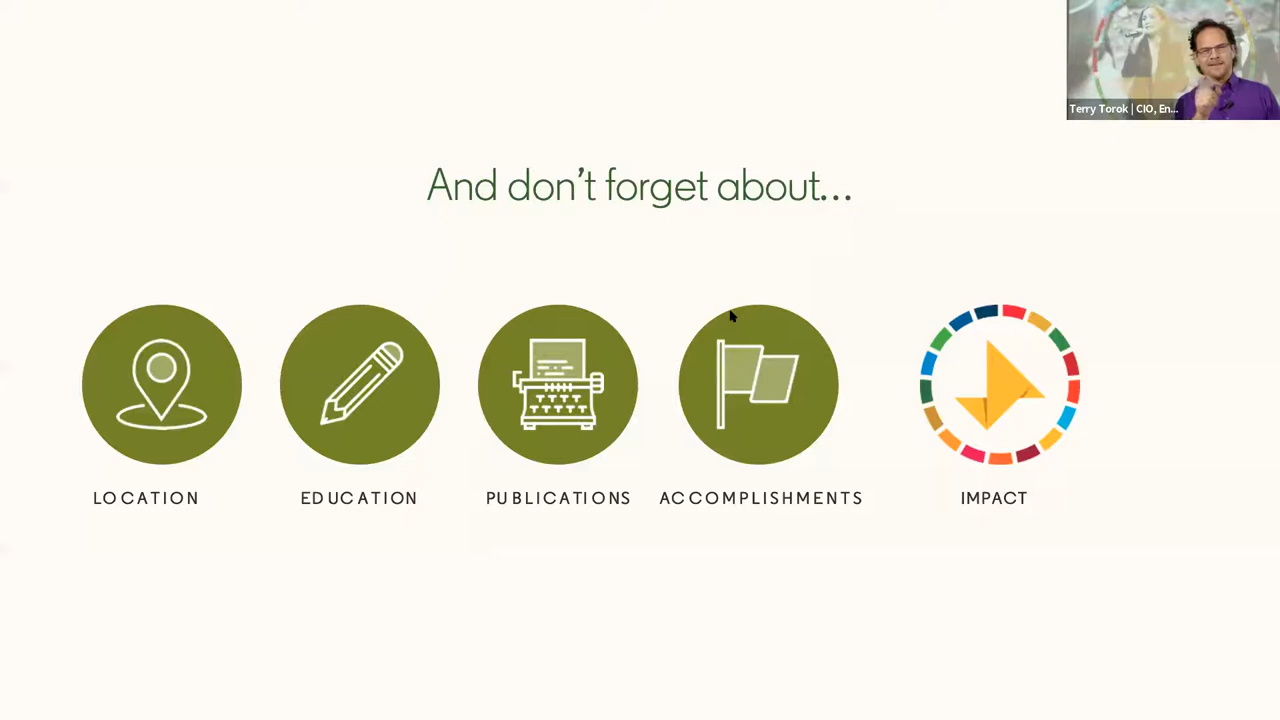 Terry Torok | CIO, En...
And don't forget about...
LOCATION
EDUCATION
PUBLICATIONS
ACCOMPLISHMENTS
IMPACT